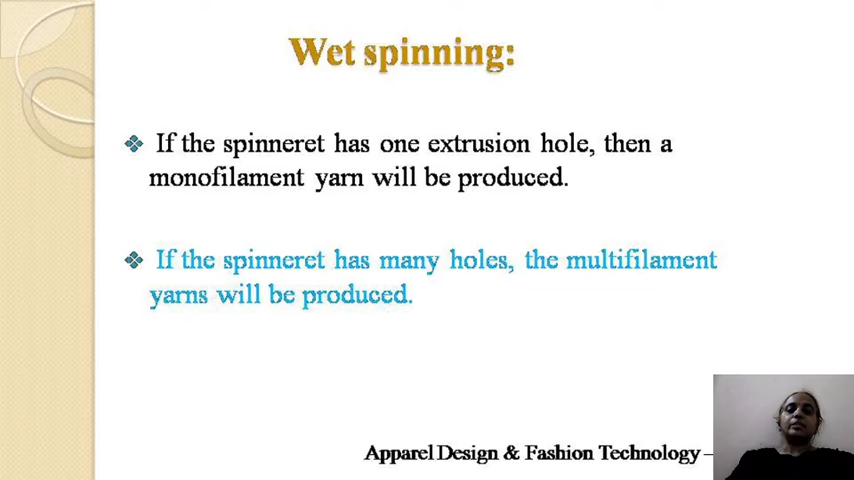 Wet spinning:
If the spinneret has one extrusion hole, then a
monofilament yarn will be produced.
If the spinneret has many holes, the multifilament
yarns will be produced.
Apparel Design & Fashion Technology –